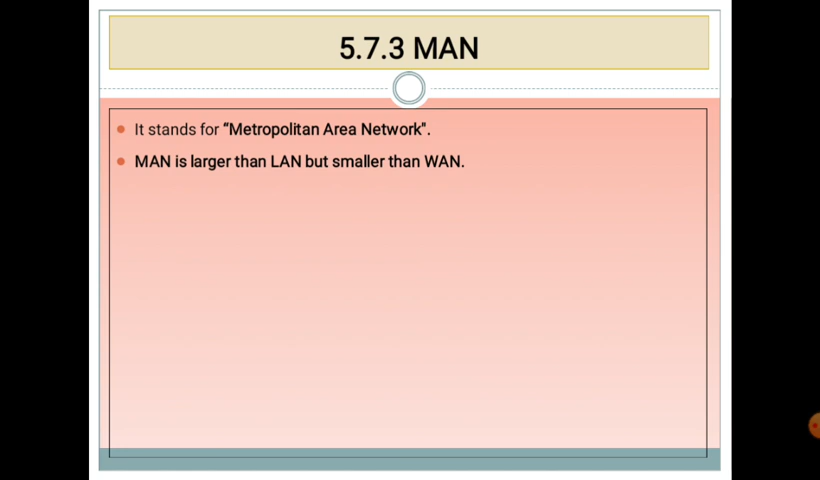 5.7.3 MAN
It stands for “Metropolitan Area Network".
MAN is larger than LAN but smaller than WAN.